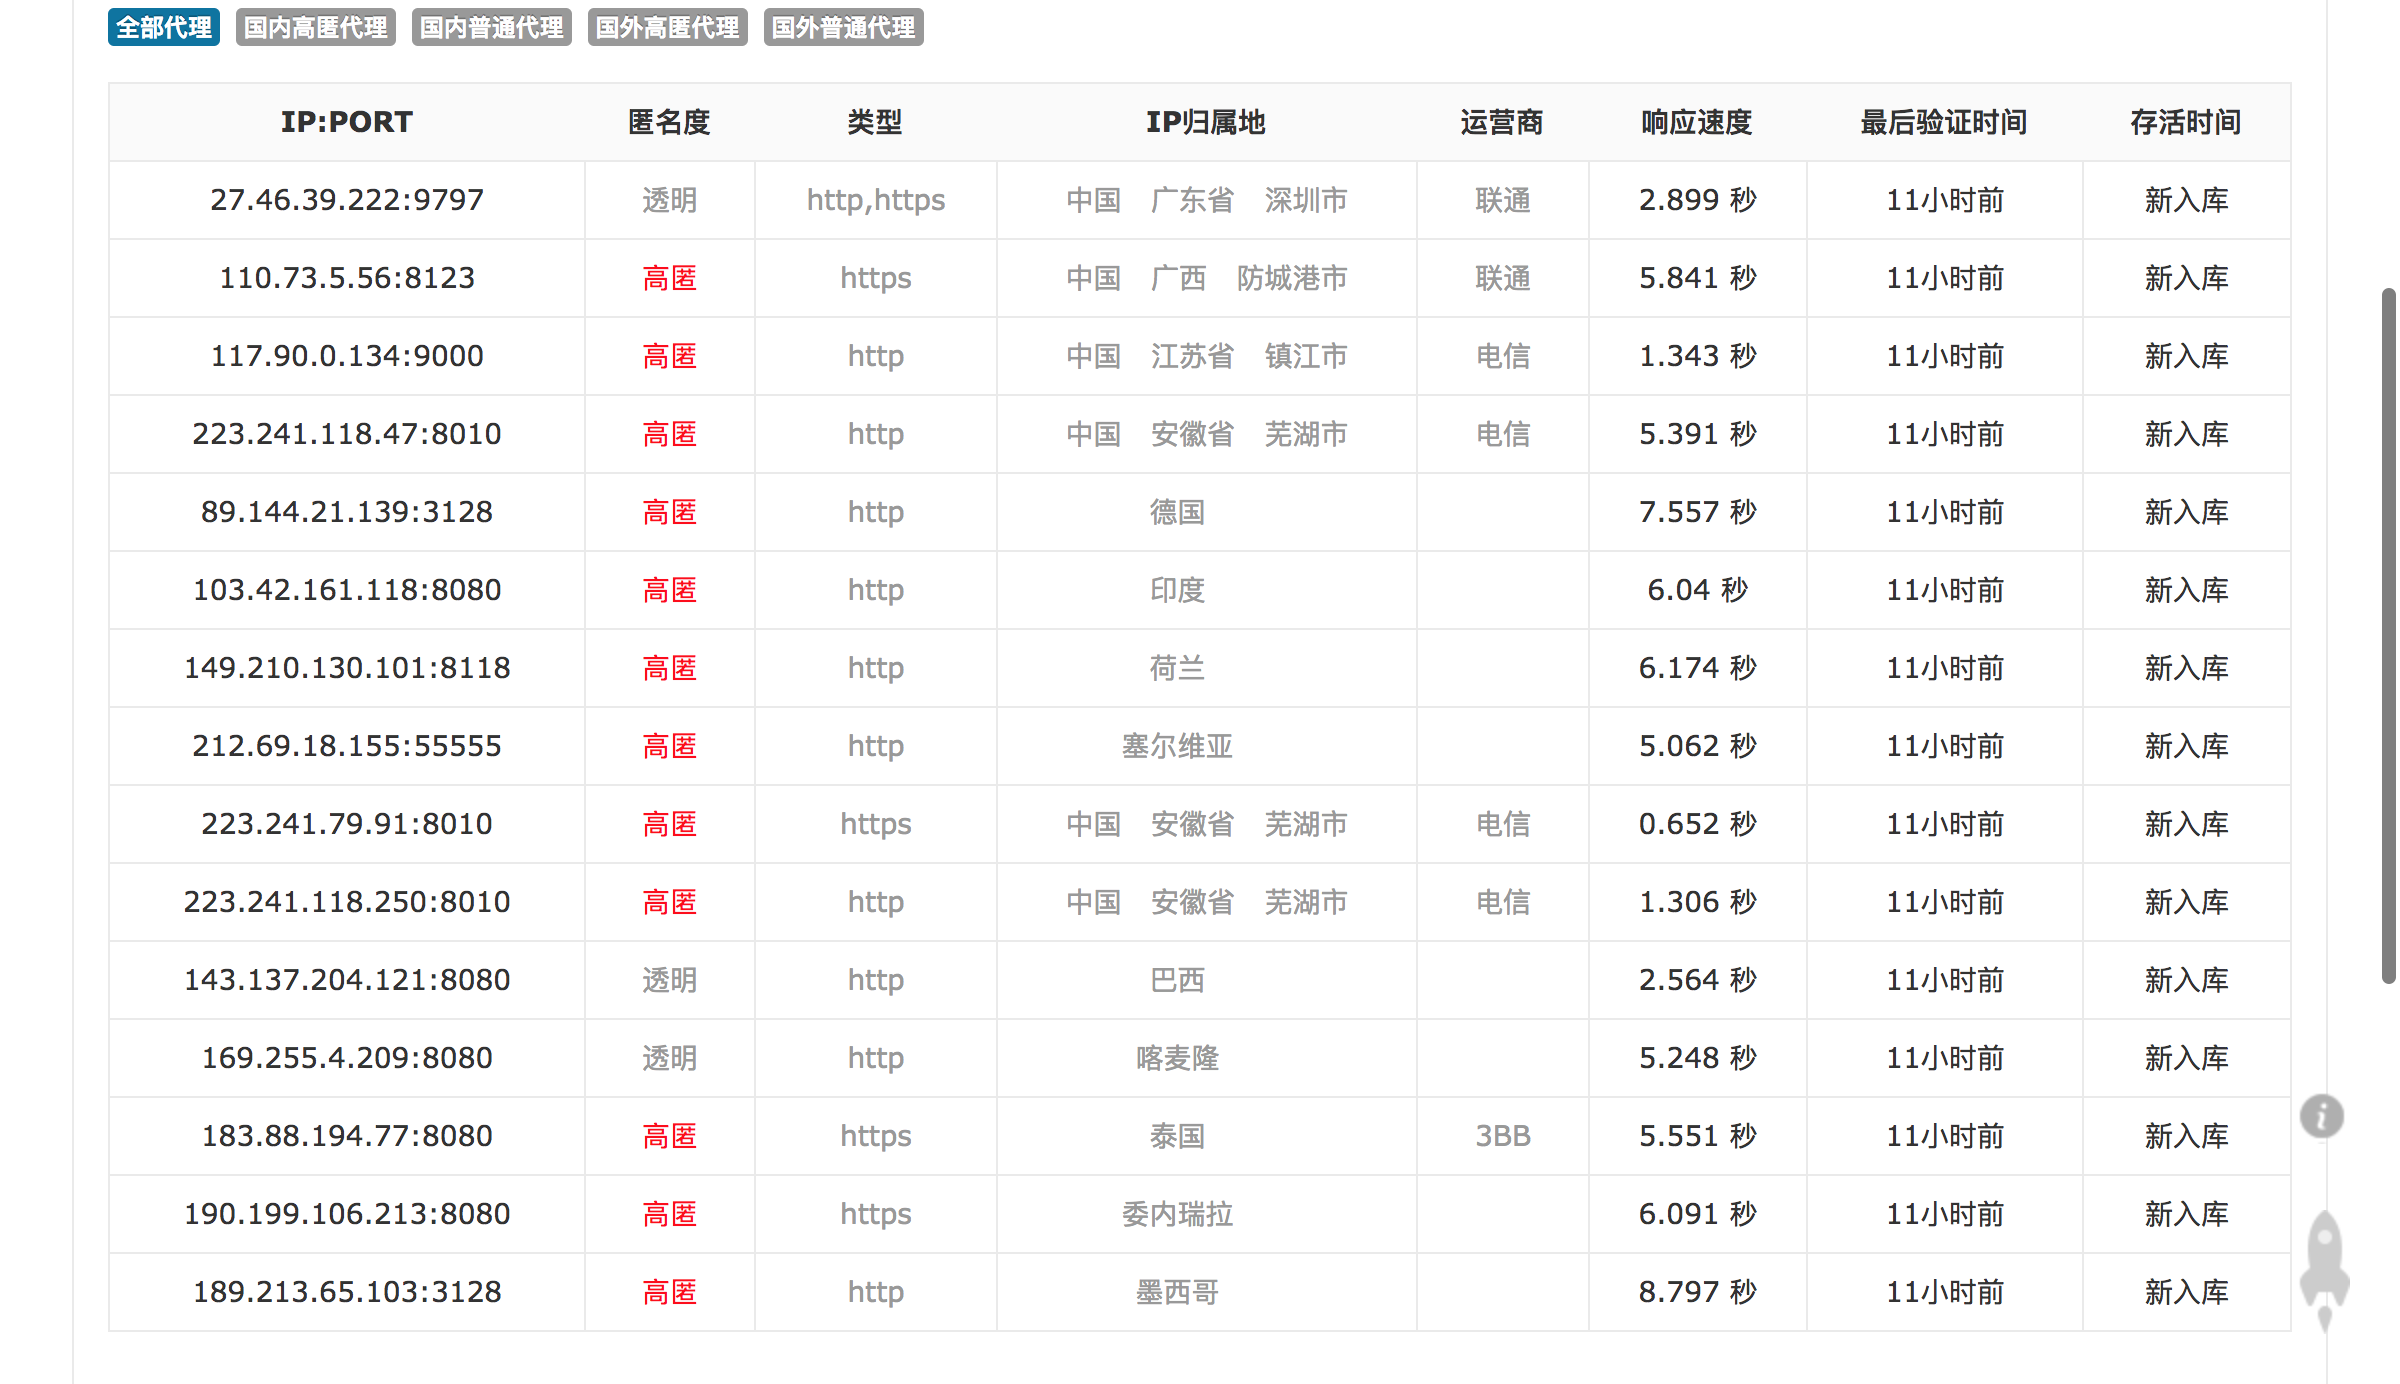 全部代理 国内高匿代理 国内普通代理 国外高匿代理 国外普通代理
IP:PORT 匿名度 类型 IP归属地 运营商 响应速度 最后验证时间 存活时间
27.46.39.222:9797 透明 http,https 中国 广东省 深圳市 联通 2.899 秒 11小时前 新入库
110.73.5.56:8123 高匿 https 中国 广西 防城港市 联通 5.841 秒 11小时前 新入库
117.90.0.134:9000 高匿 http 中国 江苏省 镇江市 电信 1.343 秒 11小时前 新入库
223.241.118.47:8010 高匿 http 中国 安徽省 芜湖市 电信 5.391 秒 11小时前 新入库
89.144.21.139:3128 高匿 http 德国 7.557 秒 11小时前 新入库
103.42.161.118:8080 高匿 http 印度 6.04 秒 11小时前 新入库
149.210.130.101:8118 高匿 http 荷兰 6.174 秒 11小时前 新入库
212.69.18.155:55555 高匿 http 塞尔维亚 5.062 秒 11小时前 新入库
223.241.79.91:8010 高匿 https 中国 安徽省 芜湖市 电信 0.652 秒 11小时前 新入库
223.241.118.250:8010 高匿 http 中国 安徽省 芜湖市 电信 1.306 秒 11小时前 新入库
143.137.204.121:8080 透明 http 巴西 2.564 秒 11小时前 新入库
169.255.4.209:8080 透明 http 喀麦隆 5.248 秒 11小时前 新入库
183.88.194.77:8080 高匿 https 泰国 3BB 5.551 秒 11小时前 新入库
190.199.106.213:8080 高匿 https 委内瑞拉 6.091 秒 11小时前 新入库
189.213.65.103:3128 高匿 http 墨西哥 8.797 秒 11小时前 新入库